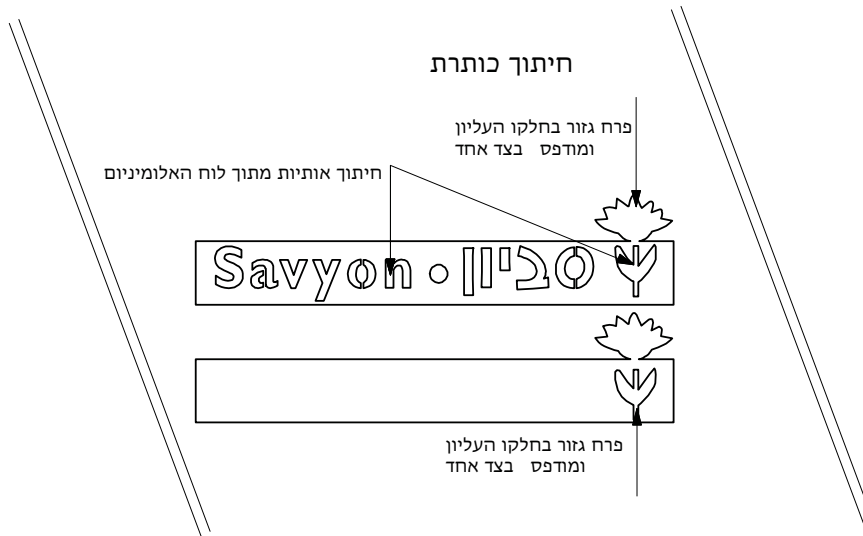 חיתוך כותרת
פרח גזור בחלקו העליון
ומודפס בצד אחד
חיתוך אותיות מתוך לוח האלומיניום
Savyon • סביון
פרח גזור בחלקו העליון
ומודפס בצד אחד